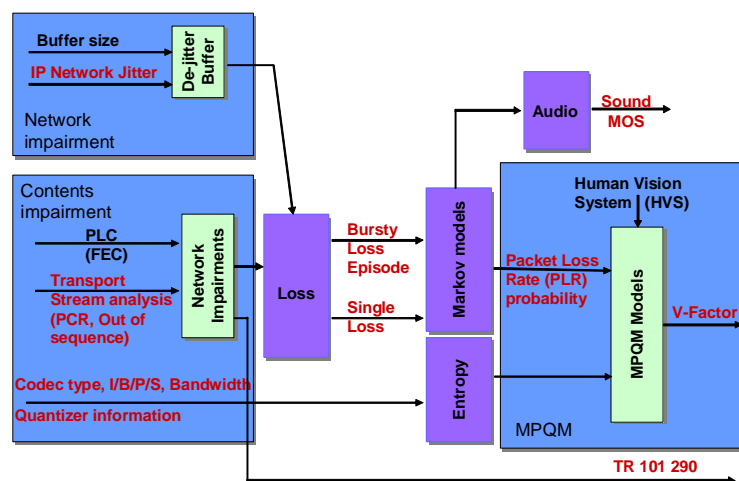 Buffer size
IP Network Jitter
De-jitter
Buffer
Network
impairment
Audio
Sound
MOS
Contents
impairment
PLC
(FEC)
Transport
Stream analysis
(PCR, Out of
sequence)
Network
Impairments
Loss
Bursty
Loss
Episode
Single
Loss
Markov models
Human Vision
System (HVS)
Packet Loss
Rate (PLR)
probability
MPQM Models
V-Factor
Codec type, I/B/P/S, Bandwidth
Quantizer information
Entropy
MPQM
TR 101 290